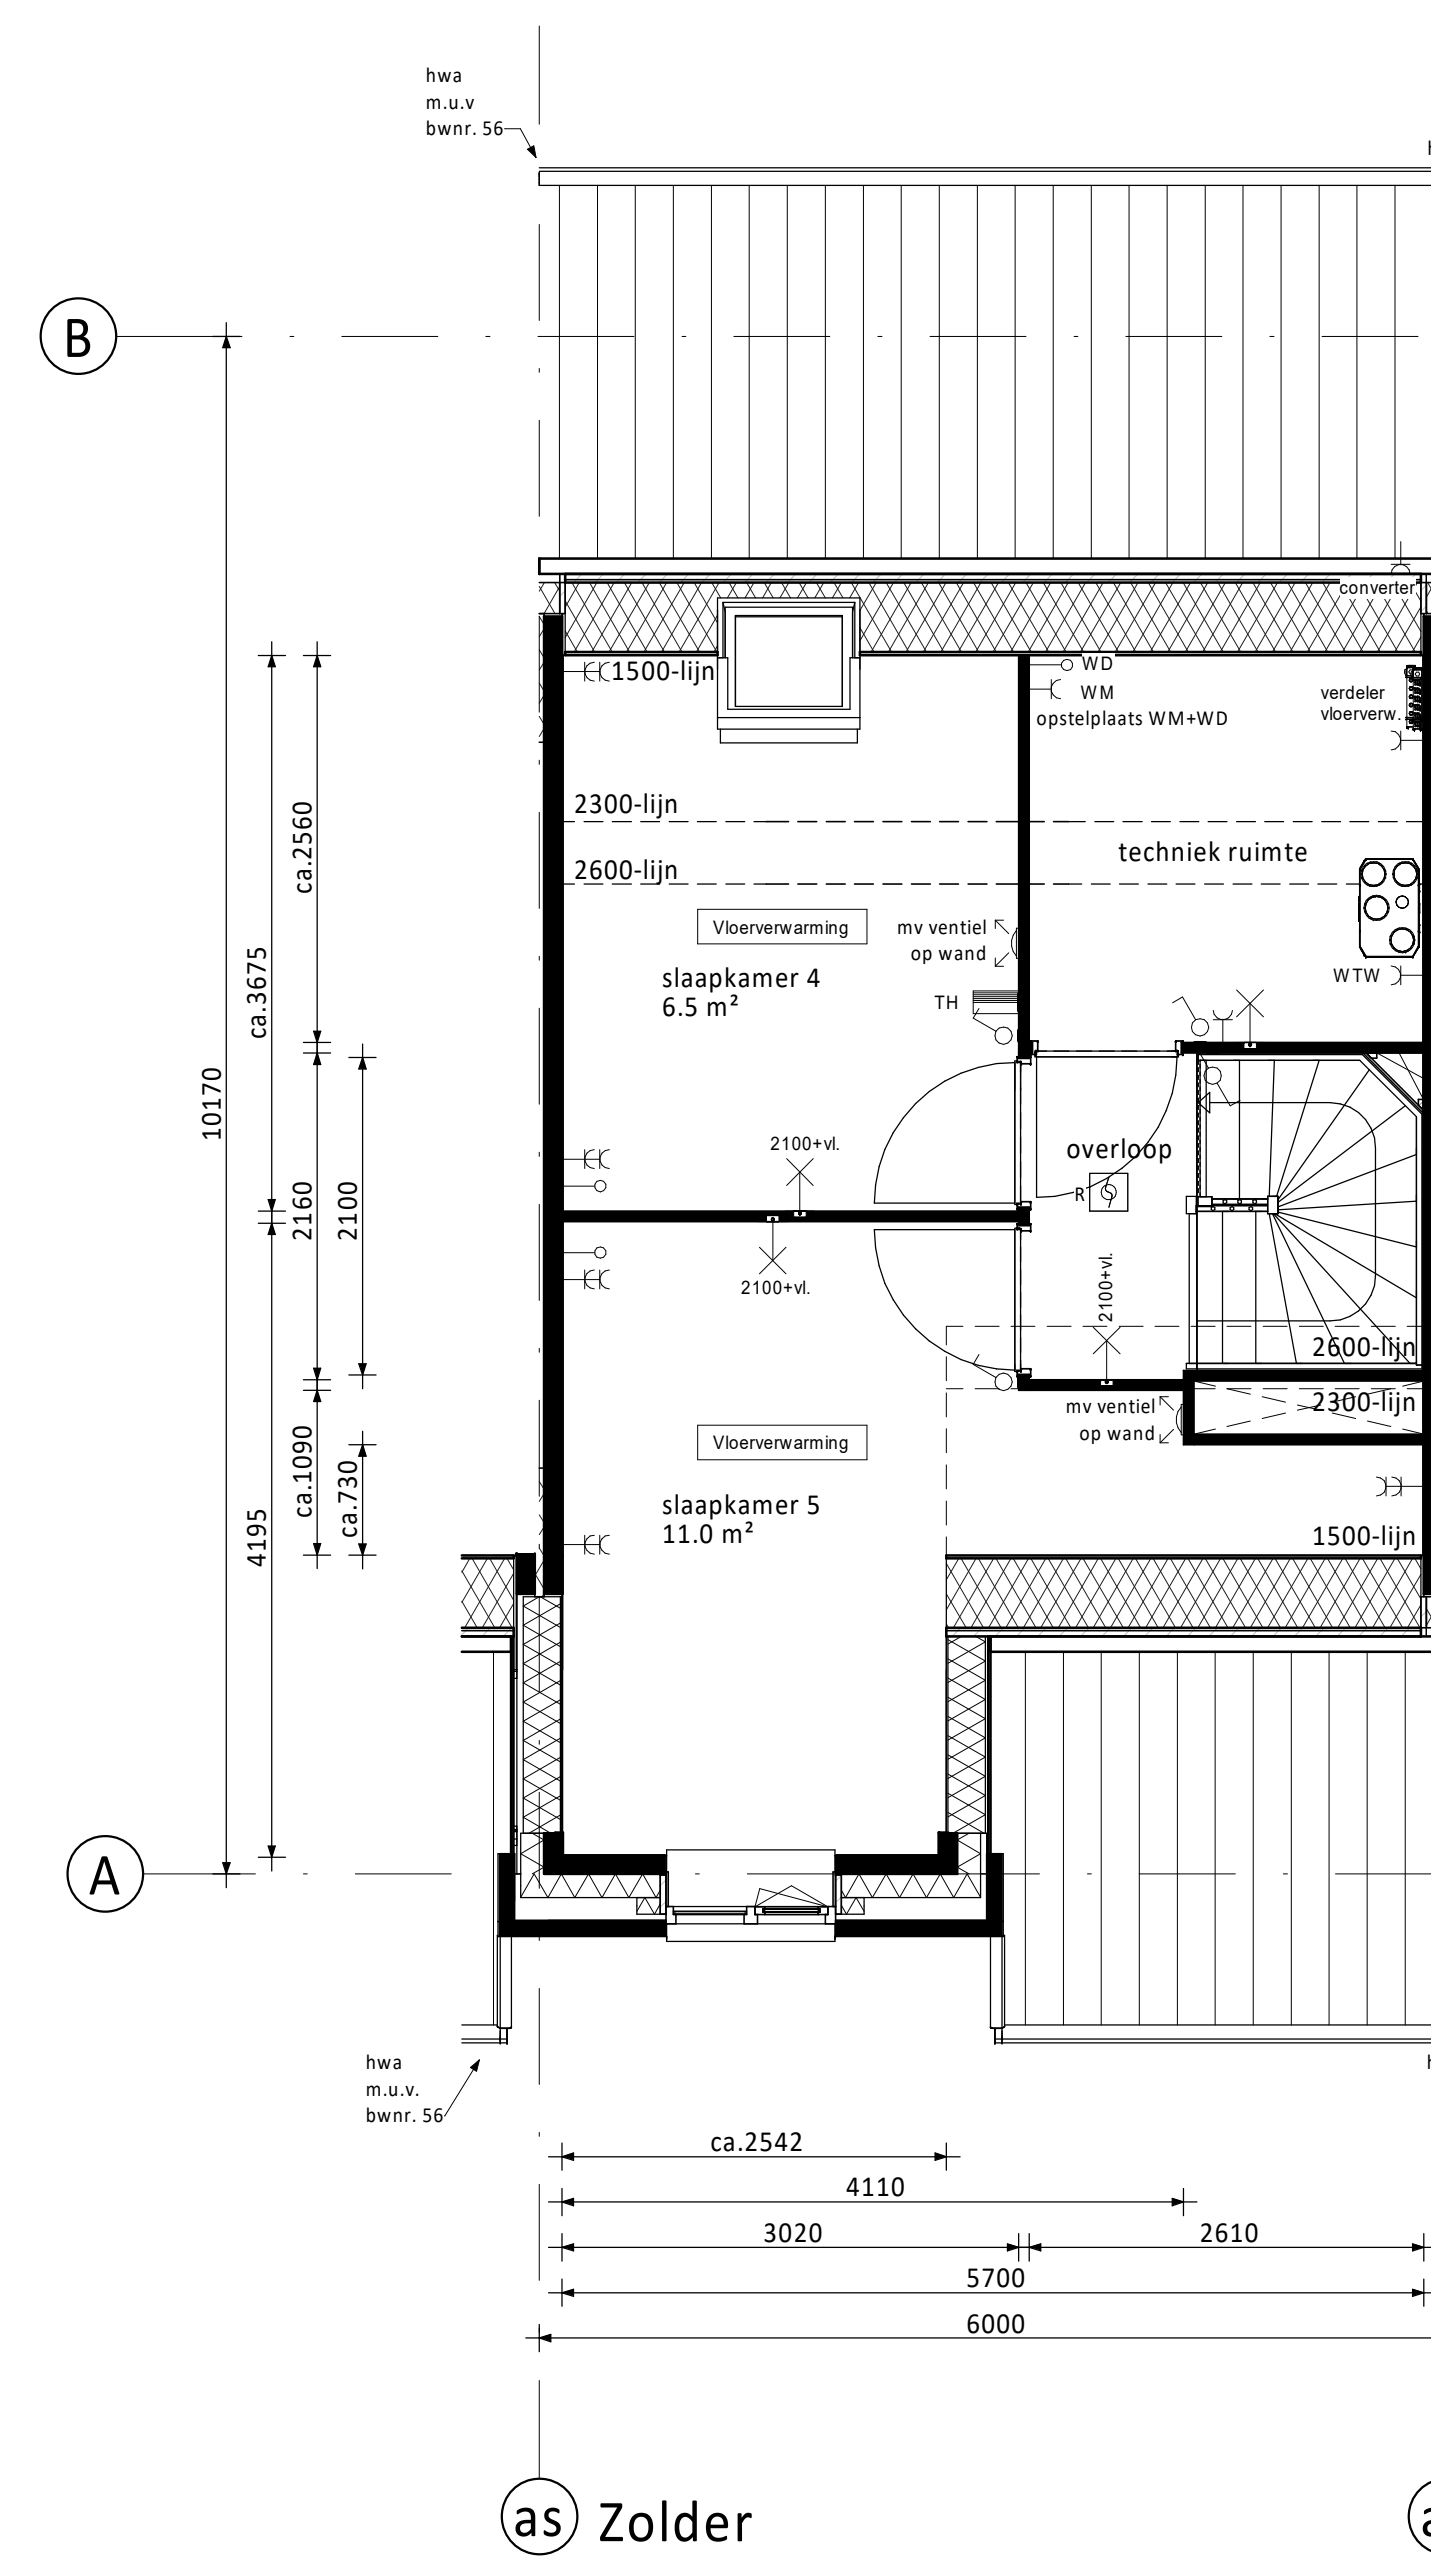 hwa
m.u.v
bwnr. 56
B
converter
1500-lijn
WD
WM
opstelplaats WM+WD
verdeler
vloerverw.
2300-lijn
2600-lijn
techniek ruimte
Vloerverwarming
mv ventiel
op wand
slaapkamer 4
6.5 m²
TH
WTW
ca.2560
ca.3675
10170
2160
2100
overloop
R
2100+vl.
2100+vl.
2100+vl.
2600-lijn
2300-lijn
mv ventiel
op wand
Vloerverwarming
slaapkamer 5
11.0 m²
1500-lijn
ca.1090
ca.730
4195
A
hwa
m.u.v.
bwnr. 56
ca.2542
4110
3020
2610
5700
6000
as
Zolder